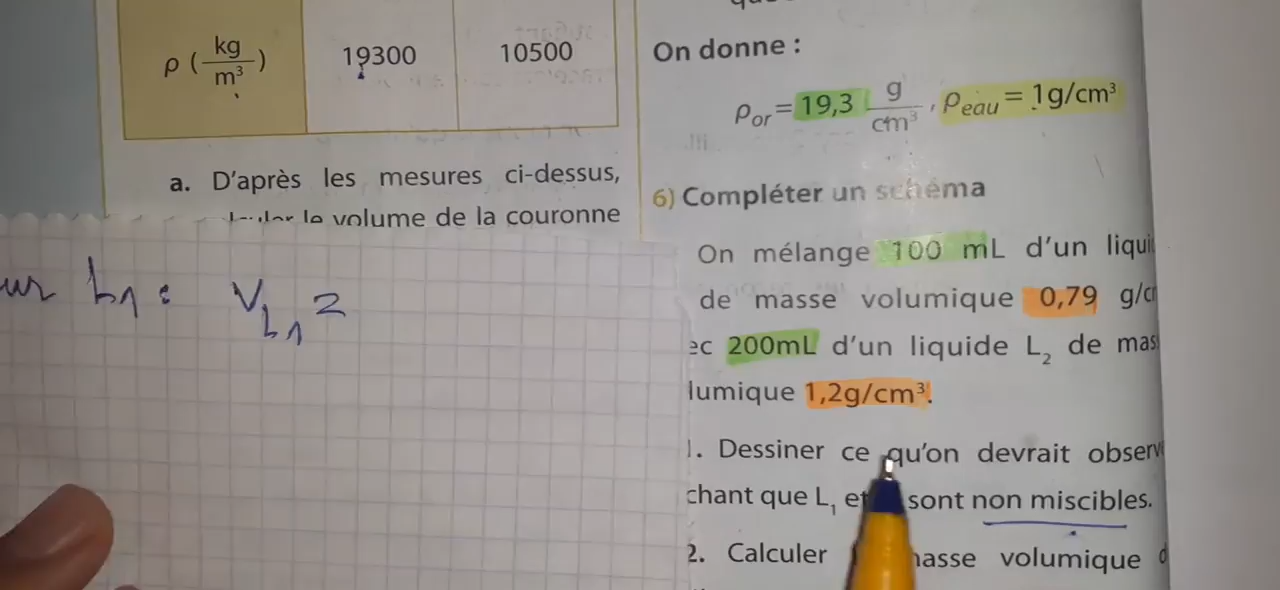 ρ (kg/m³) 19300 10500
a. D'après les mesures ci-dessus,
le volume de la couronne
On donne :
ρor = 19,3 g/cm³, ρeau = 1g/cm³
6) Compléter un schéma
On mélange 100 mL d'un liqui
de masse volumique 0,79 g/c
ec 200mL d'un liquide L₂ de mas
lumique 1,2g/cm³.
1. Dessiner ce qu'on devrait observ
chant que L₁ et sont non miscibles.
2. Calculer masse volumique d
ur L1 : VL1 =